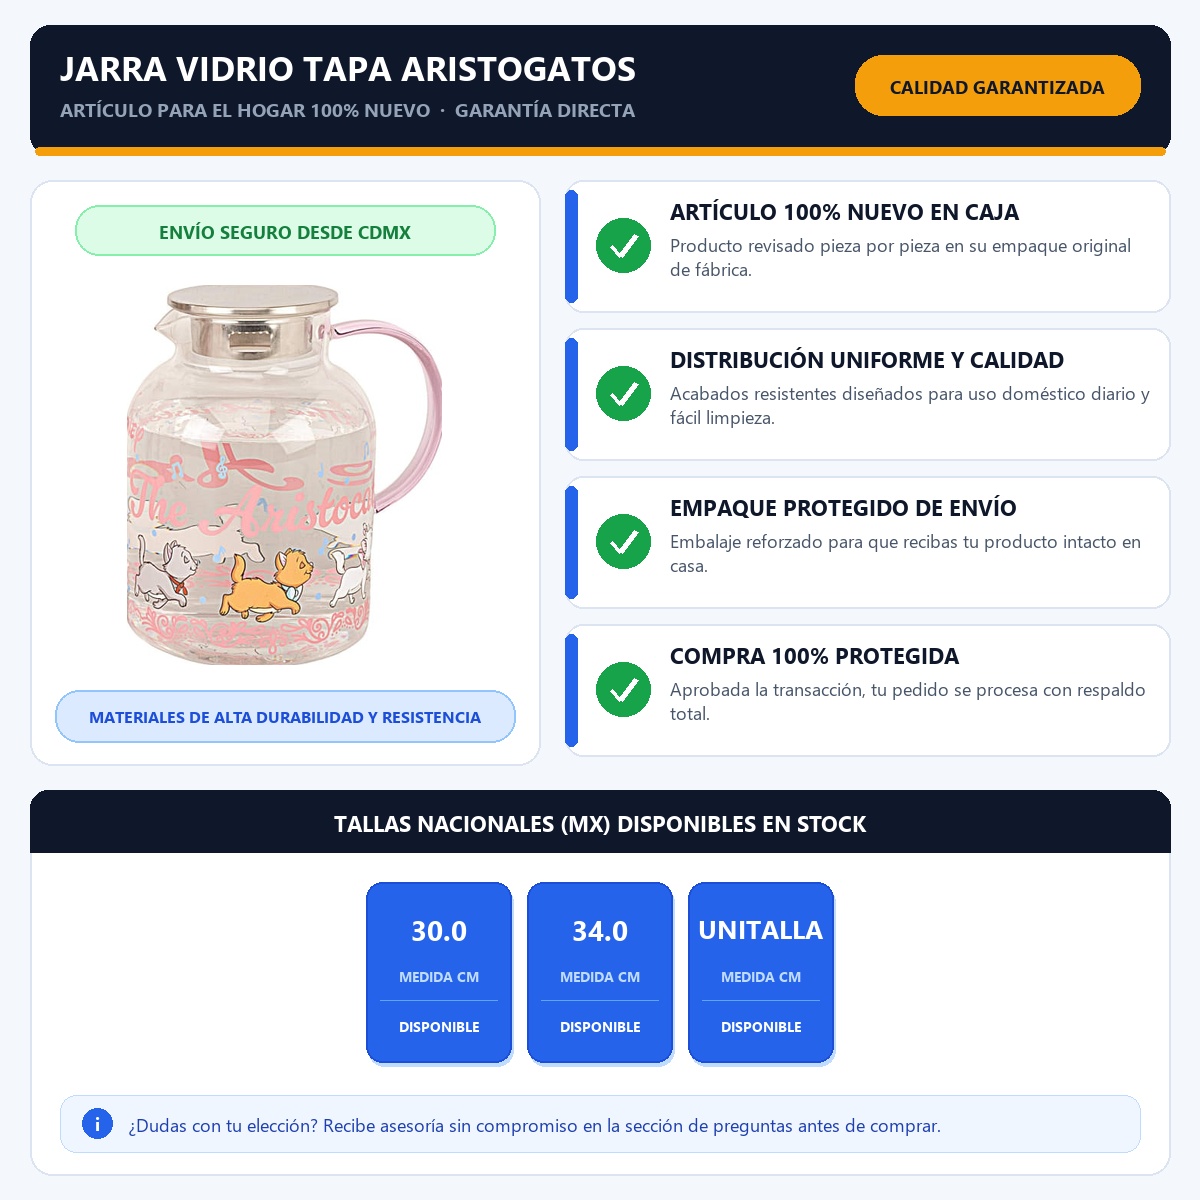 JARRA VIDRIO TAPA ARISTOGATOS
ARTÍCULO PARA EL HOGAR 100% NUEVO · GARANTÍA DIRECTA
CALIDAD GARANTIZADA
ENVÍO SEGURO DESDE CDMX
The Aristoca
MATERIALES DE ALTA DURABILIDAD Y RESISTENCIA
ARTÍCULO 100% NUEVO EN CAJA
Producto revisado pieza por pieza en su empaque original
de fábrica.
DISTRIBUCIÓN UNIFORME Y CALIDAD
Acabados resistentes diseñados para uso doméstico diario y
fácil limpieza.
EMPAQUE PROTEGIDO DE ENVÍO
Embalaje reforzado para que recibas tu producto intacto en
casa.
COMPRA 100% PROTEGIDA
Aprobada la transacción, tu pedido se procesa con respaldo
total.
TALLAS NACIONALES (MX) DISPONIBLES EN STOCK
30.0
MEDIDA CM
DISPONIBLE
34.0
MEDIDA CM
DISPONIBLE
UNITALLA
MEDIDA CM
DISPONIBLE
¿Dudas con tu elección? Recibe asesoría sin compromiso en la sección de preguntas antes de comprar.